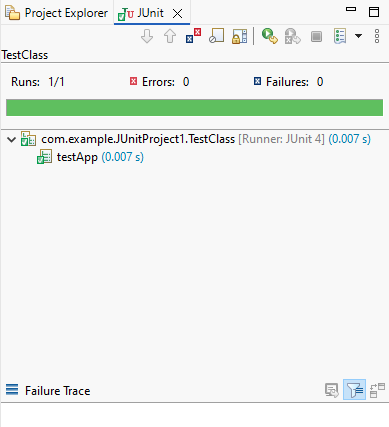 Project Explorer JUnit
TestClass
Runs: 1/1 Errors: 0 Failures: 0
com.example.JUnitProject1.TestClass [Runner: JUnit 4] (0.007 s)
testApp (0.007 s)
Failure Trace